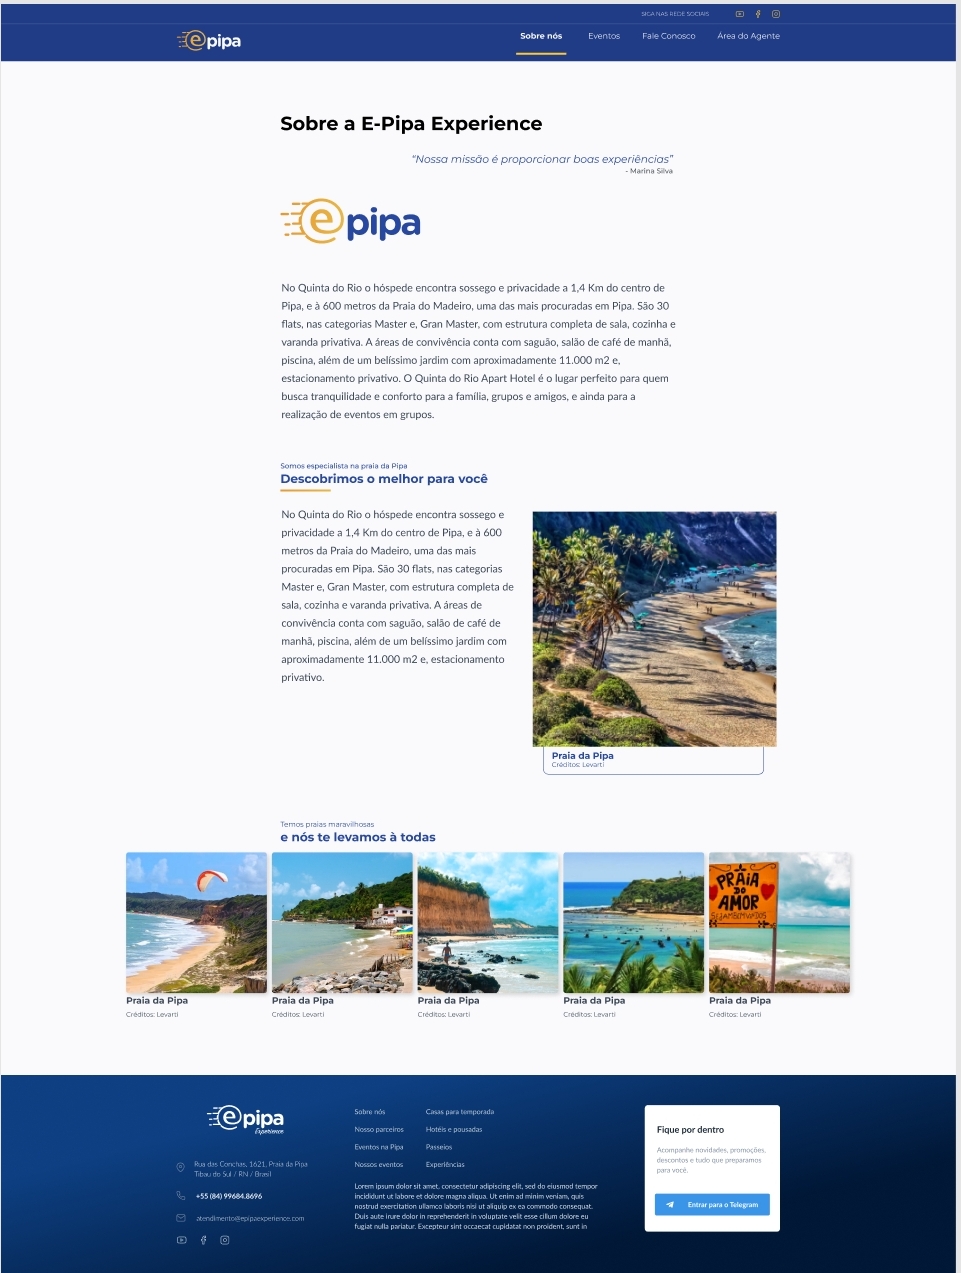 SIGA NAS REDE SOCIAIS
epipa
Sobre nós
Eventos
Fale Conosco
Área do Agente
Sobre a E-Pipa Experience
“Nossa missão é proporcionar boas experiências”
- Marina Silva
epipa
No Quinta do Rio o hóspede encontra sossego e privacidade a 1,4 Km do centro de
Pipa, e à 600 metros da Praia do Madeiro, uma das mais procuradas em Pipa. São 30
flats, nas categorias Master e, Gran Master, com estrutura completa de sala, cozinha e
varanda privativa. A áreas de convivência conta com saguão, salão de café de manhã,
piscina, além de um belíssimo jardim com aproximadamente 11.000 m2 e,
estacionamento privativo. O Quinta do Rio Apart Hotel é o lugar perfeito para quem
busca tranquilidade e conforto para a família, grupos e amigos, e ainda para a
realização de eventos em grupos.
Somos especialista na praia da Pipa
Descobrimos o melhor para você
No Quinta do Rio o hóspede encontra sossego e
privacidade a 1,4 Km do centro de Pipa, e à 600
metros da Praia do Madeiro, uma das mais
procuradas em Pipa. São 30 flats, nas categorias
Master e, Gran Master, com estrutura completa de
sala, cozinha e varanda privativa. A áreas de
convivência conta com saguão, salão de café de
manhã, piscina, além de um belíssimo jardim com
aproximadamente 11.000 m2 e, estacionamento
privativo.
Praia da Pipa
Créditos: Levarti
Temos praias maravilhosas
e nós te levamos à todas
PRAIA
DO
AMOR
SEJAM BEM VINDOS
Praia da Pipa
Créditos: Levarti
Praia da Pipa
Créditos: Levarti
Praia da Pipa
Créditos: Levarti
Praia da Pipa
Créditos: Levarti
Praia da Pipa
Créditos: Levarti
epipa
Experience
Rua das Conchas, 1621, Praia da Pipa
Tibau do Sul / RN / Brasil
+55 (84) 99684.8696
atendimento@epipaexperience.com
Sobre nós
Nosso parceiros
Eventos na Pipa
Nossos eventos
Casas para temporada
Hotéis e pousadas
Passeios
Experiências
Lorem ipsum dolor sit amet, consectetur adipiscing elit, sed do eiusmod tempor
incididunt ut labore et dolore magna aliqua. Ut enim ad minim veniam, quis
nostrud exercitation ullamco laboris nisi ut aliquip ex ea commodo consequat.
Duis aute irure dolor in reprehenderit in voluptate velit esse cillum dolore eu
fugiat nulla pariatur. Excepteur sint occaecat cupidatat non proident, sunt in
Fique por dentro
Acompanhe novidades, promoções,
descontos e tudo que preparamos
para você.
Entrar para o Telegram